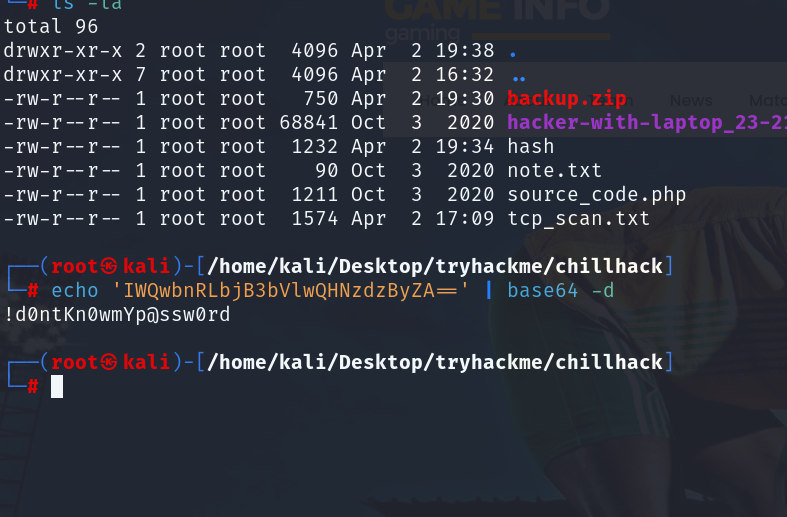 GAME INFO
gaming
└─# ls -la
total 96
News Mat
drwxr-xr-x 2 root root  4096 Apr  2 19:38 .
drwxr-xr-x 7 root root  4096 Apr  2 16:32 ..
-rw-r--r-- 1 root root   750 Apr  2 19:30 backup.zip
-rw-r--r-- 1 root root 68841 Oct  3  2020 hacker-with-laptop_23-21
-rw-r--r-- 1 root root  1232 Apr  2 19:34 hash
-rw-r--r-- 1 root root    90 Oct  3  2020 note.txt
-rw-r--r-- 1 root root  1211 Oct  3  2020 source_code.php
-rw-r--r-- 1 root root  1574 Apr  2 17:09 tcp_scan.txt
┌──(root㉿kali)-[/home/kali/Desktop/tryhackme/chillhack]
└─# echo 'IWQwbnRLbjB3bVlwQHNzdzByZA==' | base64 -d
!d0ntKn0wmYp@ssw0rd
┌──(root㉿kali)-[/home/kali/Desktop/tryhackme/chillhack]
└─#